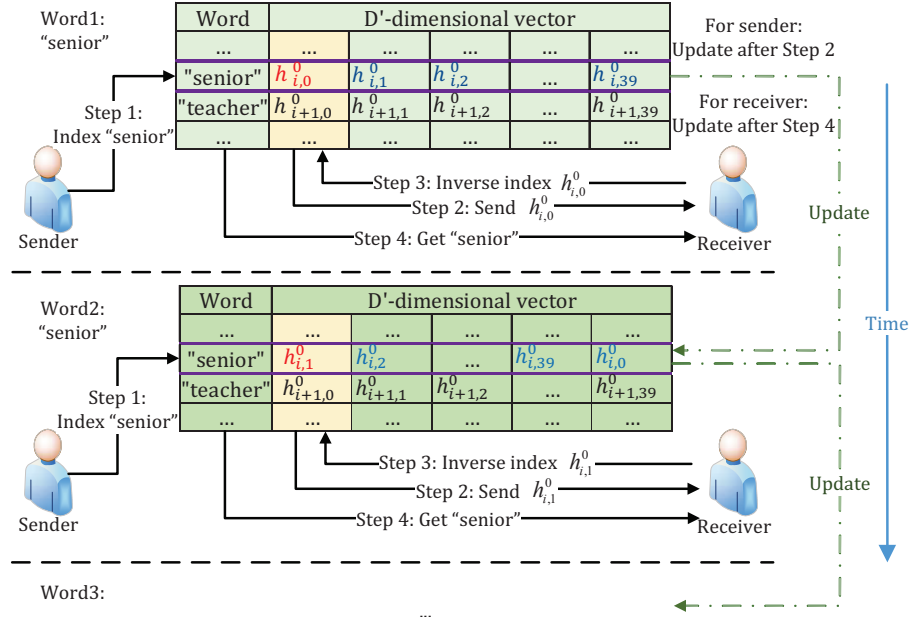 Word1:
“senior”
Word D'-dimensional vector
... ... ... ... ... ...
"senior" h^0_{i,0} h^0_{i,1} h^0_{i,2} ... h^0_{i,39}
"teacher" h^0_{i+1,0} h^0_{i+1,1} h^0_{i+1,2} ... h^0_{i+1,39}
... ... ... ... ... ...
For sender:
Update after Step 2
For receiver:
Update after Step 4
Step 1:
Index “senior”
Step 3: Inverse index h^0_{i,0}
Step 2: Send h^0_{i,0}
Step 4: Get “senior”
Sender
Receiver
Update
Time
Word2:
“senior”
Word D'-dimensional vector
... ... ... ... ... ...
"senior" h^0_{i,1} h^0_{i,2} ... h^0_{i,39} h^0_{i,0}
"teacher" h^0_{i+1,0} h^0_{i+1,1} h^0_{i+1,2} ... h^0_{i+1,39}
... ... ... ... ... ...
Step 1:
Index “senior”
Step 3: Inverse index h^0_{i,1}
Step 2: Send h^0_{i,1}
Step 4: Get “senior”
Sender
Receiver
Update
Word3:
...